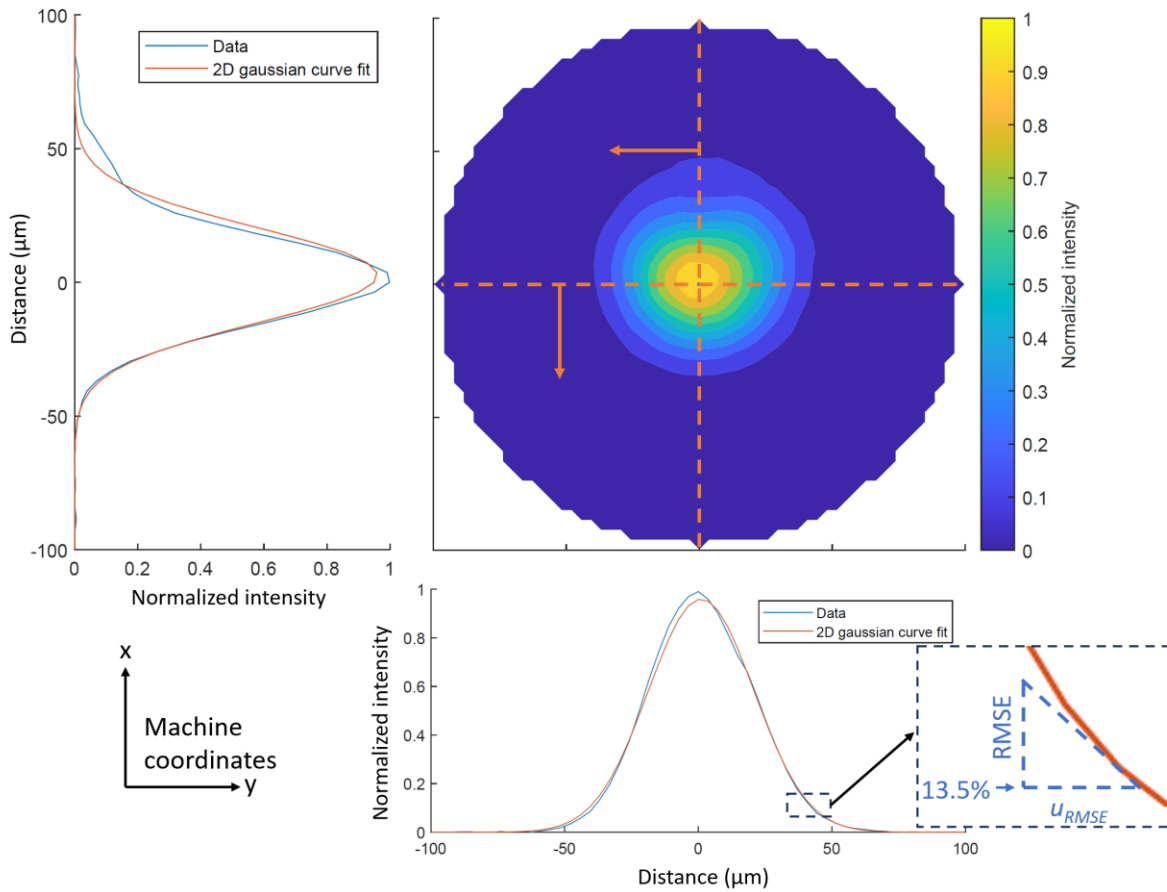 100
50
0
-50
-100
Distance (µm)
0
0.2
0.4
0.6
0.8
1
Normalized intensity
Data
2D gaussian curve fit
1
0.9
0.8
0.7
0.6
0.5
0.4
0.3
0.2
0.1
0
Normalized intensity
x
Machine
coordinates
y
1
0.8
0.6
0.4
0.2
0
Normalized intensity
-100
-50
0
50
100
Distance (µm)
Data
2D gaussian curve fit
RMSE
13.5%
uRMSE